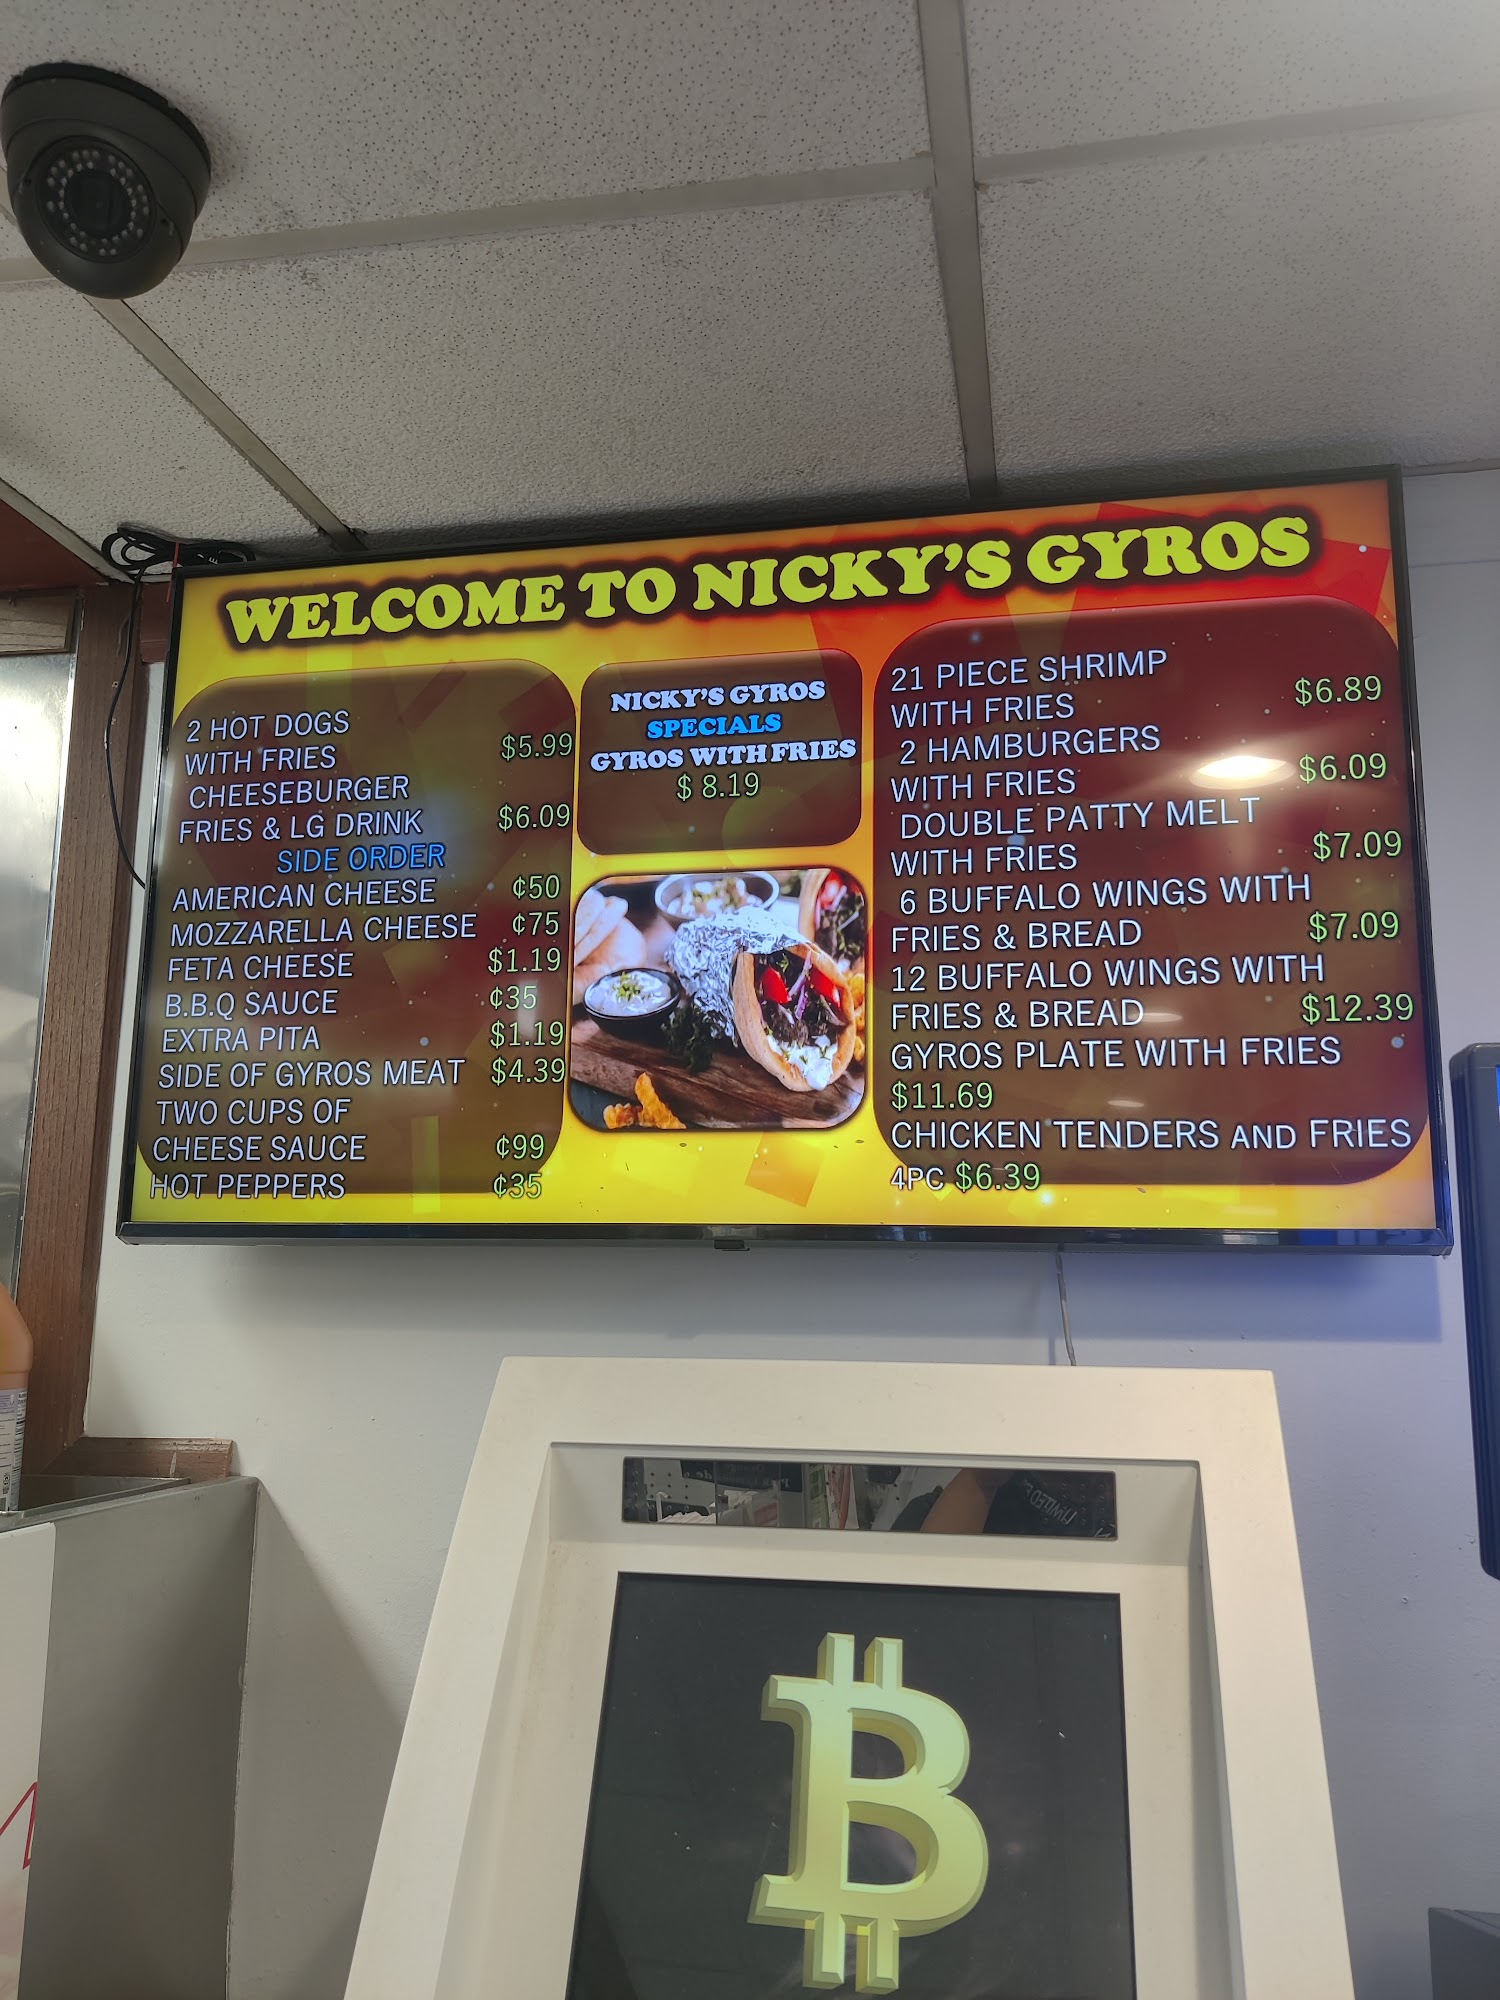 WELCOME TO NICKY'S GYROS
2 HOT DOGS
WITH FRIES $5.99
CHEESEBURGER
FRIES & LG DRINK $6.09
SIDE ORDER
AMERICAN CHEESE ¢50
MOZZARELLA CHEESE ¢75
FETA CHEESE $1.19
B.B.Q SAUCE ¢35
EXTRA PITA $1.19
SIDE OF GYROS MEAT $4.39
TWO CUPS OF
CHEESE SAUCE ¢99
HOT PEPPERS ¢35
NICKY'S GYROS
SPECIALS
GYROS WITH FRIES
$ 8.19
21 PIECE SHRIMP
WITH FRIES $6.89
2 HAMBURGERS
WITH FRIES $6.09
DOUBLE PATTY MELT
WITH FRIES $7.09
6 BUFFALO WINGS WITH
FRIES & BREAD $7.09
12 BUFFALO WINGS WITH
FRIES & BREAD $12.39
GYROS PLATE WITH FRIES
$11.69
CHICKEN TENDERS AND FRIES
4PC $6.39